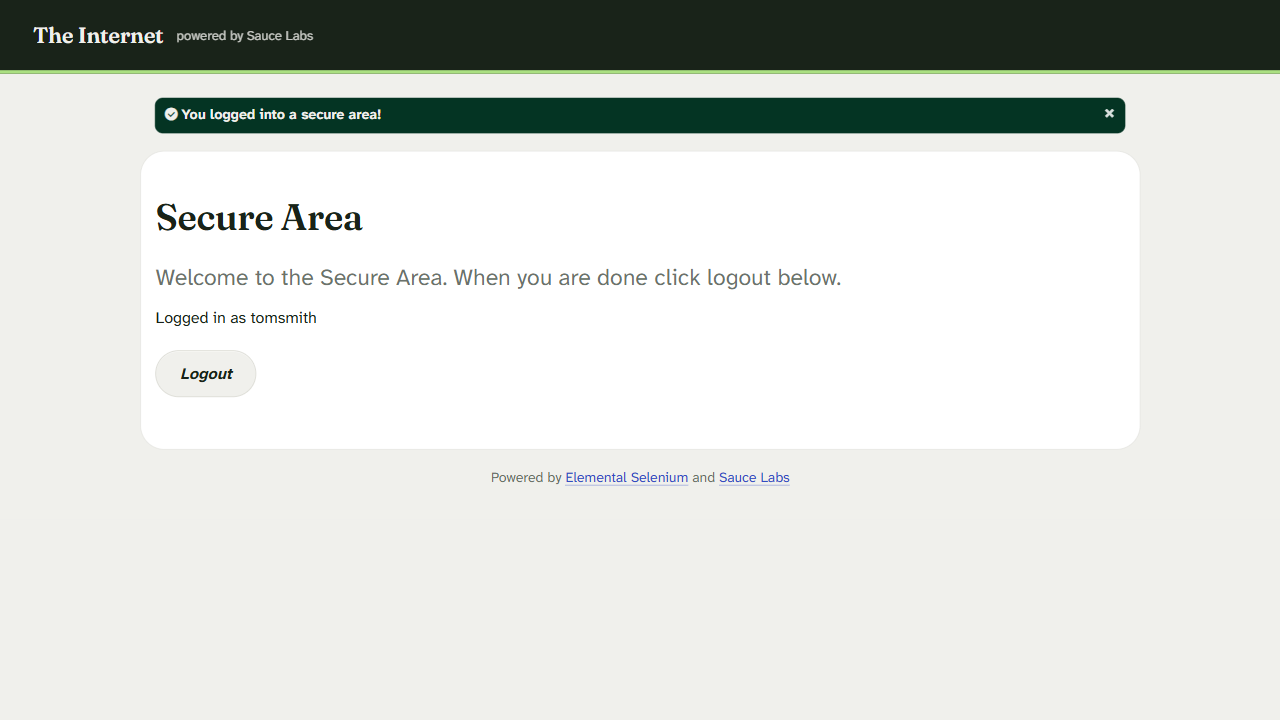 The Internet powered by Sauce Labs
You logged into a secure area!
Secure Area
Welcome to the Secure Area. When you are done click logout below.
Logged in as tomsmith
Logout
Powered by Elemental Selenium and Sauce Labs